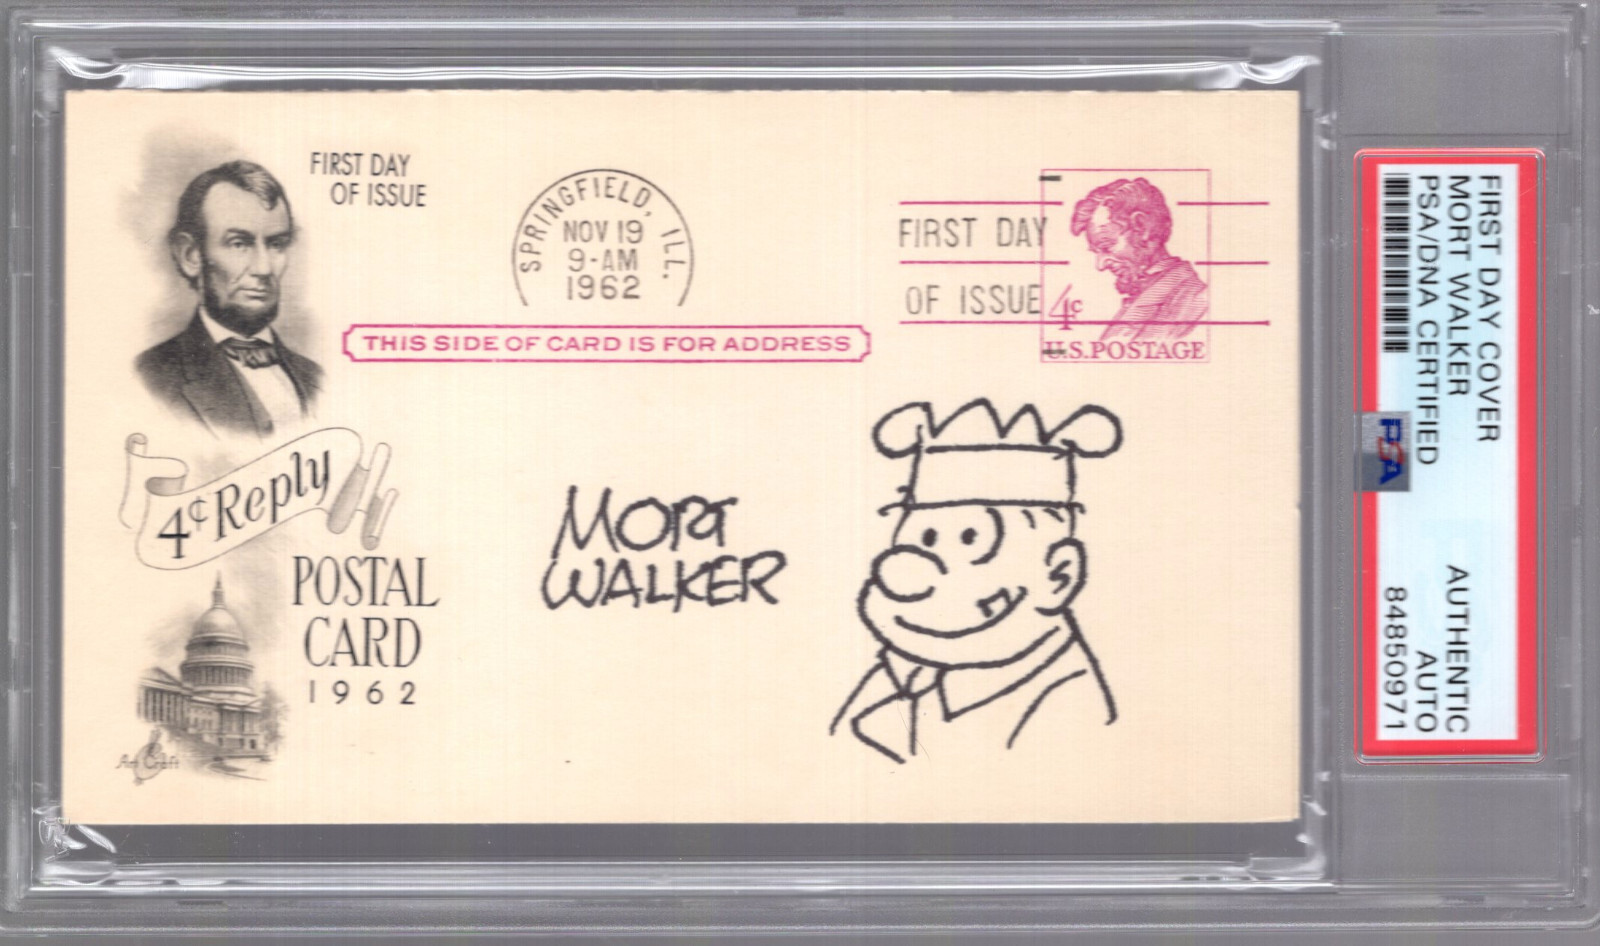 FIRST DAY
OF ISSUE
SPRINGFIELD, ILL.
NOV 19
9-AM
1962
FIRST DAY
OF ISSUE
4c
U.S.POSTAGE
THIS SIDE OF CARD IS FOR ADDRESS
4¢ Reply
POSTAL
CARD
1962
Art Craft
MORT
WALKER
FIRST DAY COVER
MORT WALKER
AUTHENTIC
PSA/DNA CERTIFIED
AUTO
84850971
PSA